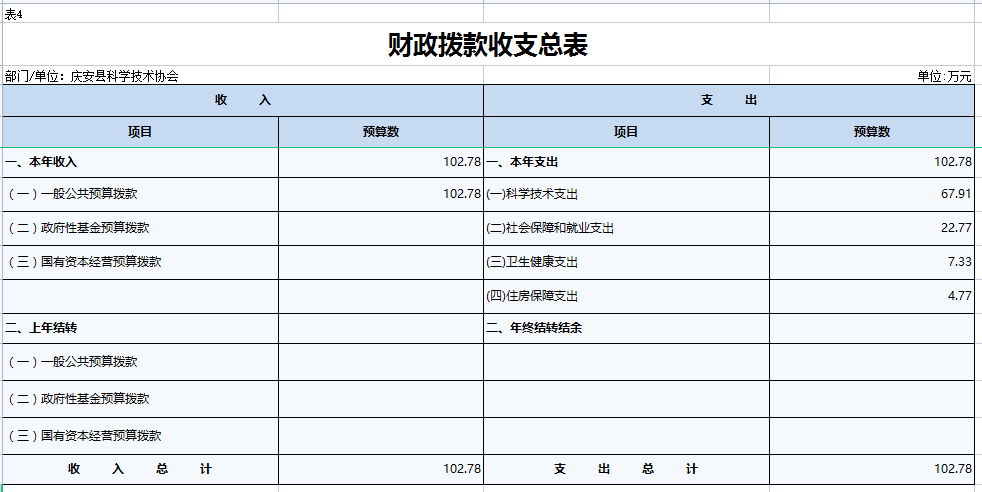 表4
财政拨款收支总表
部门/单位：庆安县科学技术协会 单位:万元
收 入 支 出
项目 预算数 项目 预算数
一、本年收入 102.78 一、本年支出 102.78
（一）一般公共预算拨款 102.78 (一)科学技术支出 67.91
（二）政府性基金预算拨款 (二)社会保障和就业支出 22.77
（三）国有资本经营预算拨款 (三)卫生健康支出 7.33
(四)住房保障支出 4.77
二、上年结转 二、年终结转结余
（一）一般公共预算拨款
（二）政府性基金预算拨款
（三）国有资本经营预算拨款
收 入 总 计 102.78 支 出 总 计 102.78